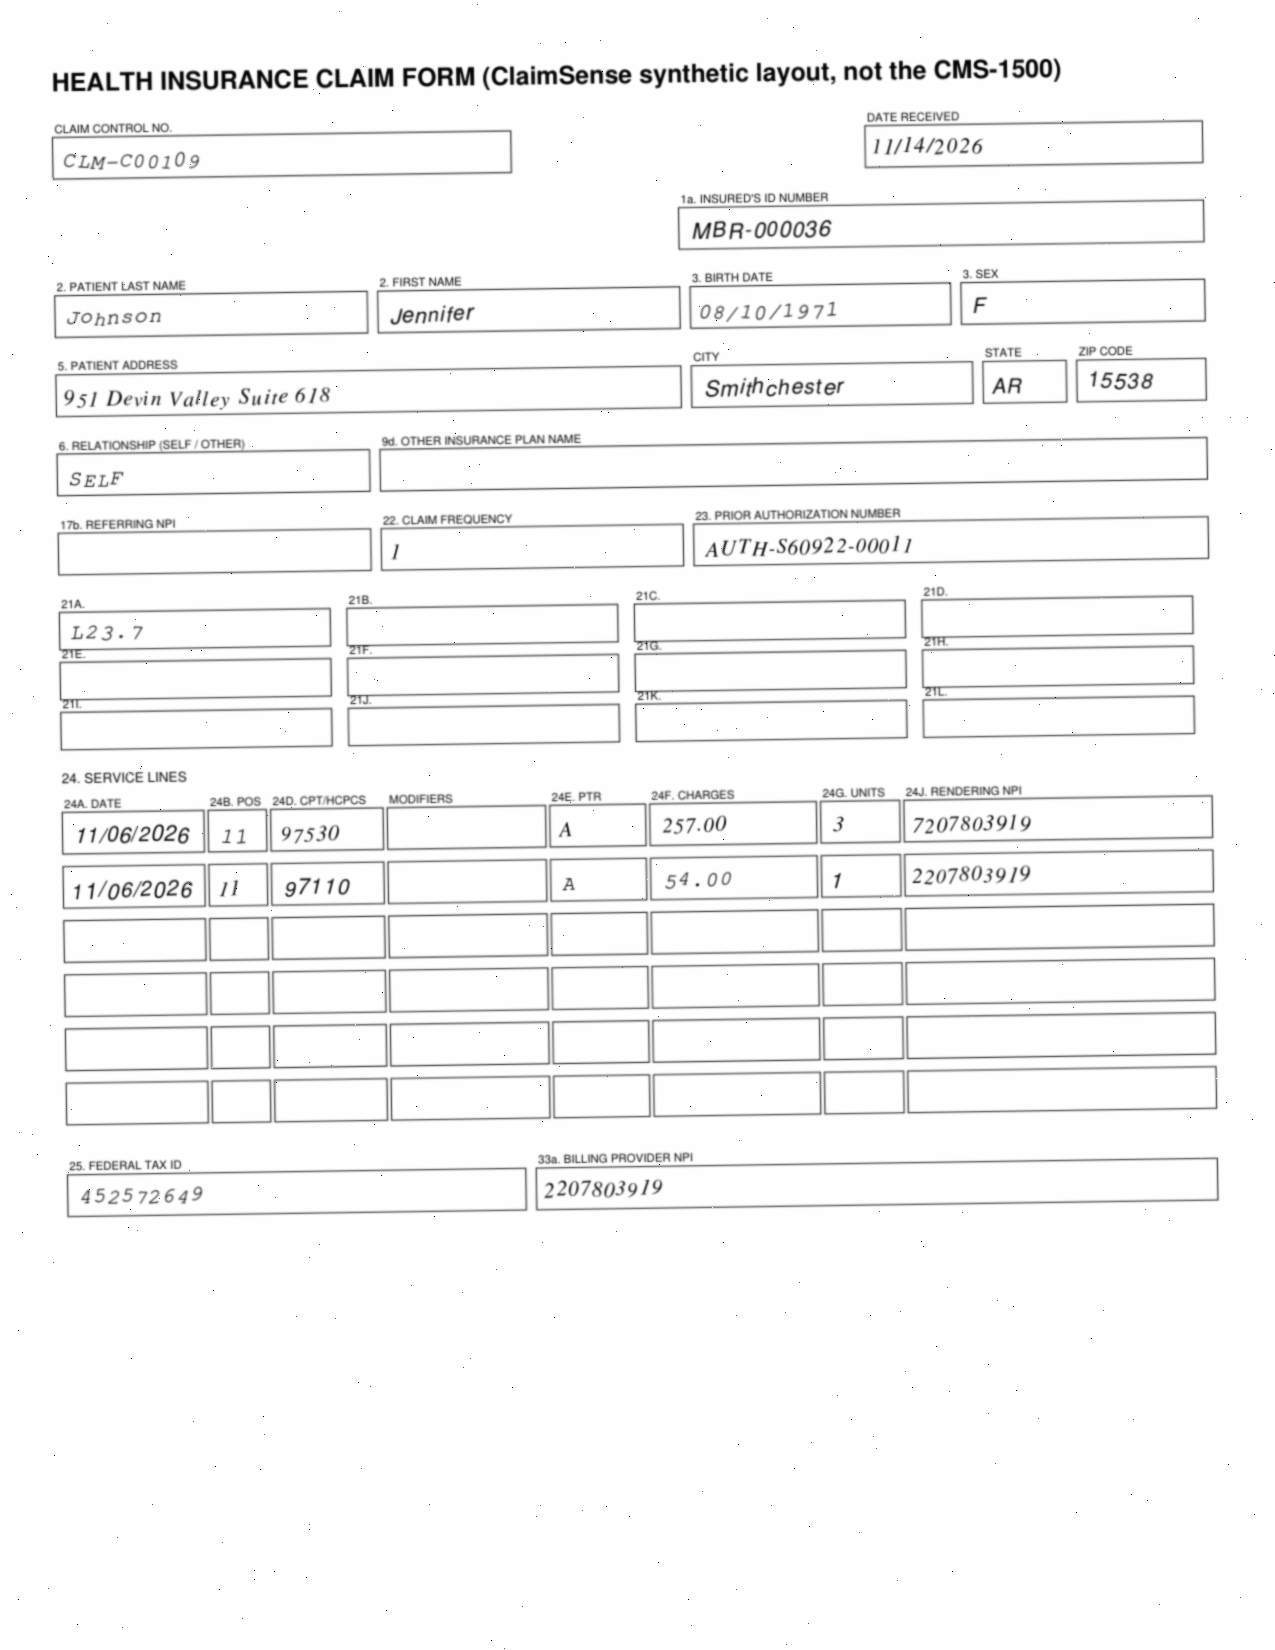 HEALTH INSURANCE CLAIM FORM (ClaimSense synthetic layout, not the CMS-1500)
CLAIM CONTROL NO. DATE RECEIVED
CLM-C00109 11/14/2026
1a. INSURED'S ID NUMBER
MBR-000036
2. PATIENT LAST NAME 2. FIRST NAME 3. BIRTH DATE 3. SEX
Johnson Jennifer 08/10/1971 F
5. PATIENT ADDRESS CITY STATE ZIP CODE
951 Devin Valley Suite 618 Smithchester AR 15538
6. RELATIONSHIP (SELF / OTHER) 9d. OTHER INSURANCE PLAN NAME
SELF
17b. REFERRING NPI 22. CLAIM FREQUENCY 23. PRIOR AUTHORIZATION NUMBER
1 AUTH-S60922-00011
21A. 21B. 21C. 21D.
L23.7
21E. 21F. 21G. 21H.
21I. 21J. 21K. 21L.
24. SERVICE LINES
24A. DATE 24B. POS 24D. CPT/HCPCS MODIFIERS 24E. PTR 24F. CHARGES 24G. UNITS 24J. RENDERING NPI
11/06/2026 11 97530 A 257.00 3 7207803919
11/06/2026 11 97110 A 54.00 1 2207803919
25. FEDERAL TAX ID 33a. BILLING PROVIDER NPI
452572649 2207803919